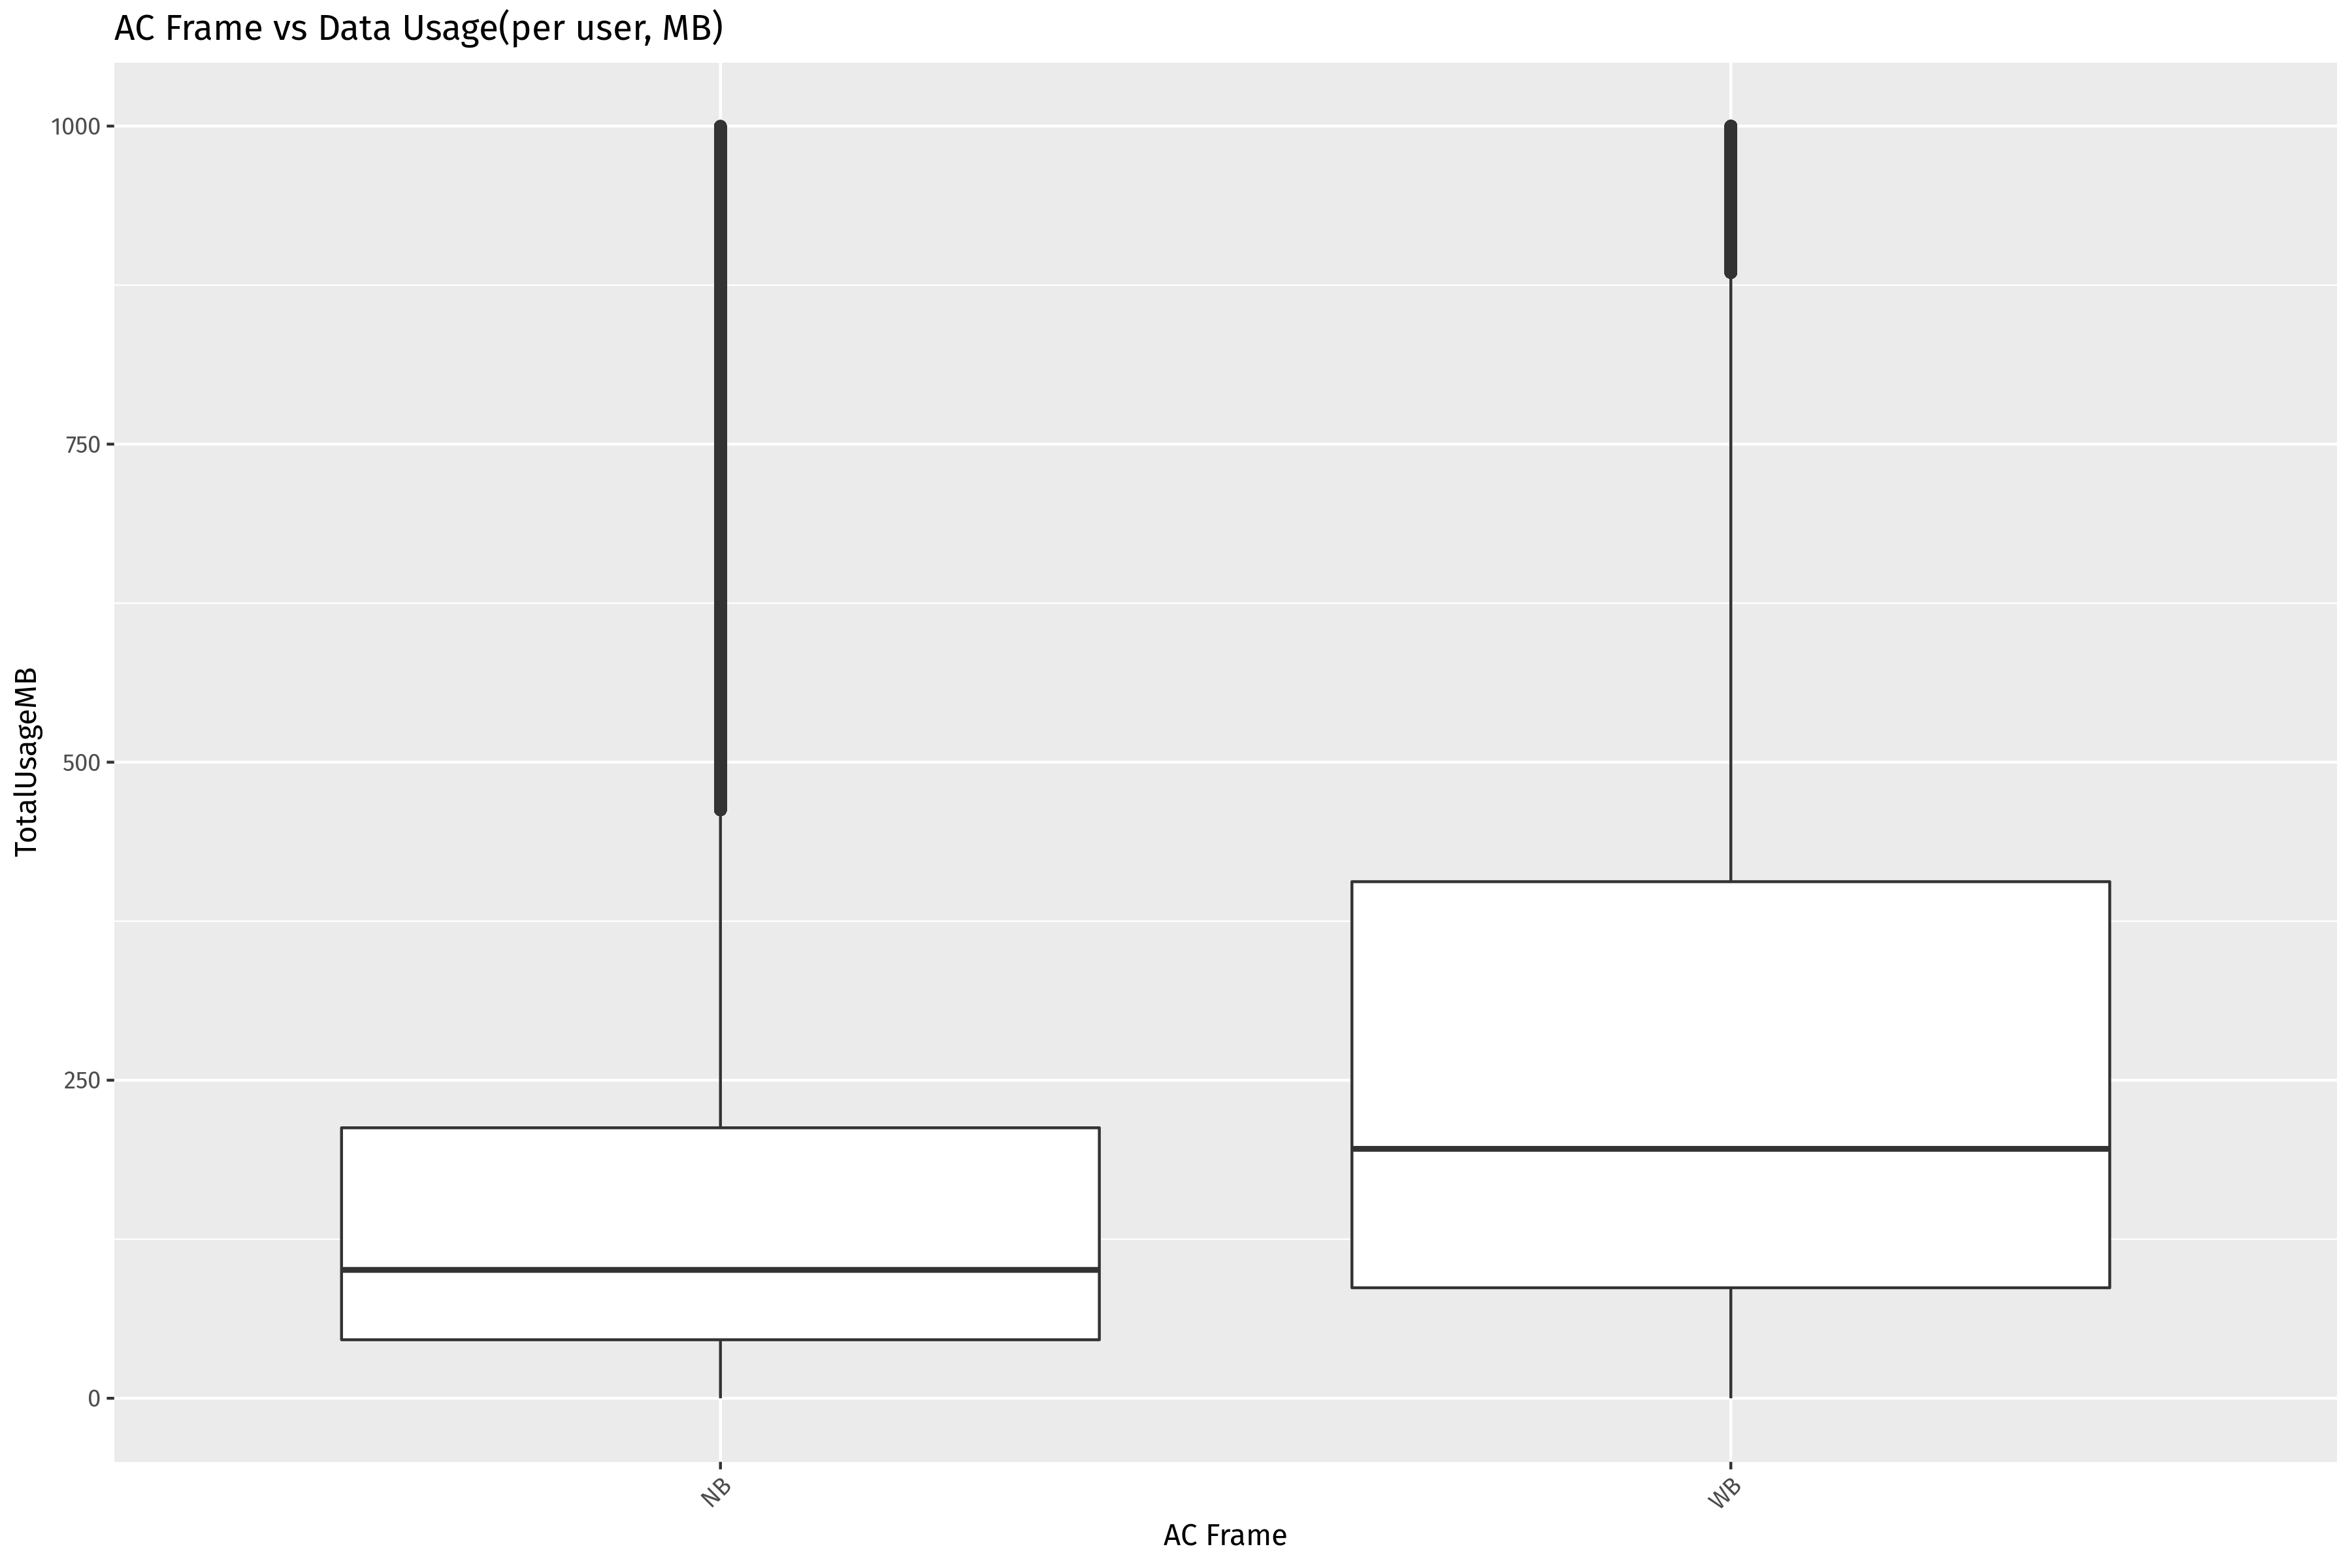 AC Frame vs Data Usage(per user, MB)
TotalUsageMB
1000
750
500
250
0
NB
WB
AC Frame